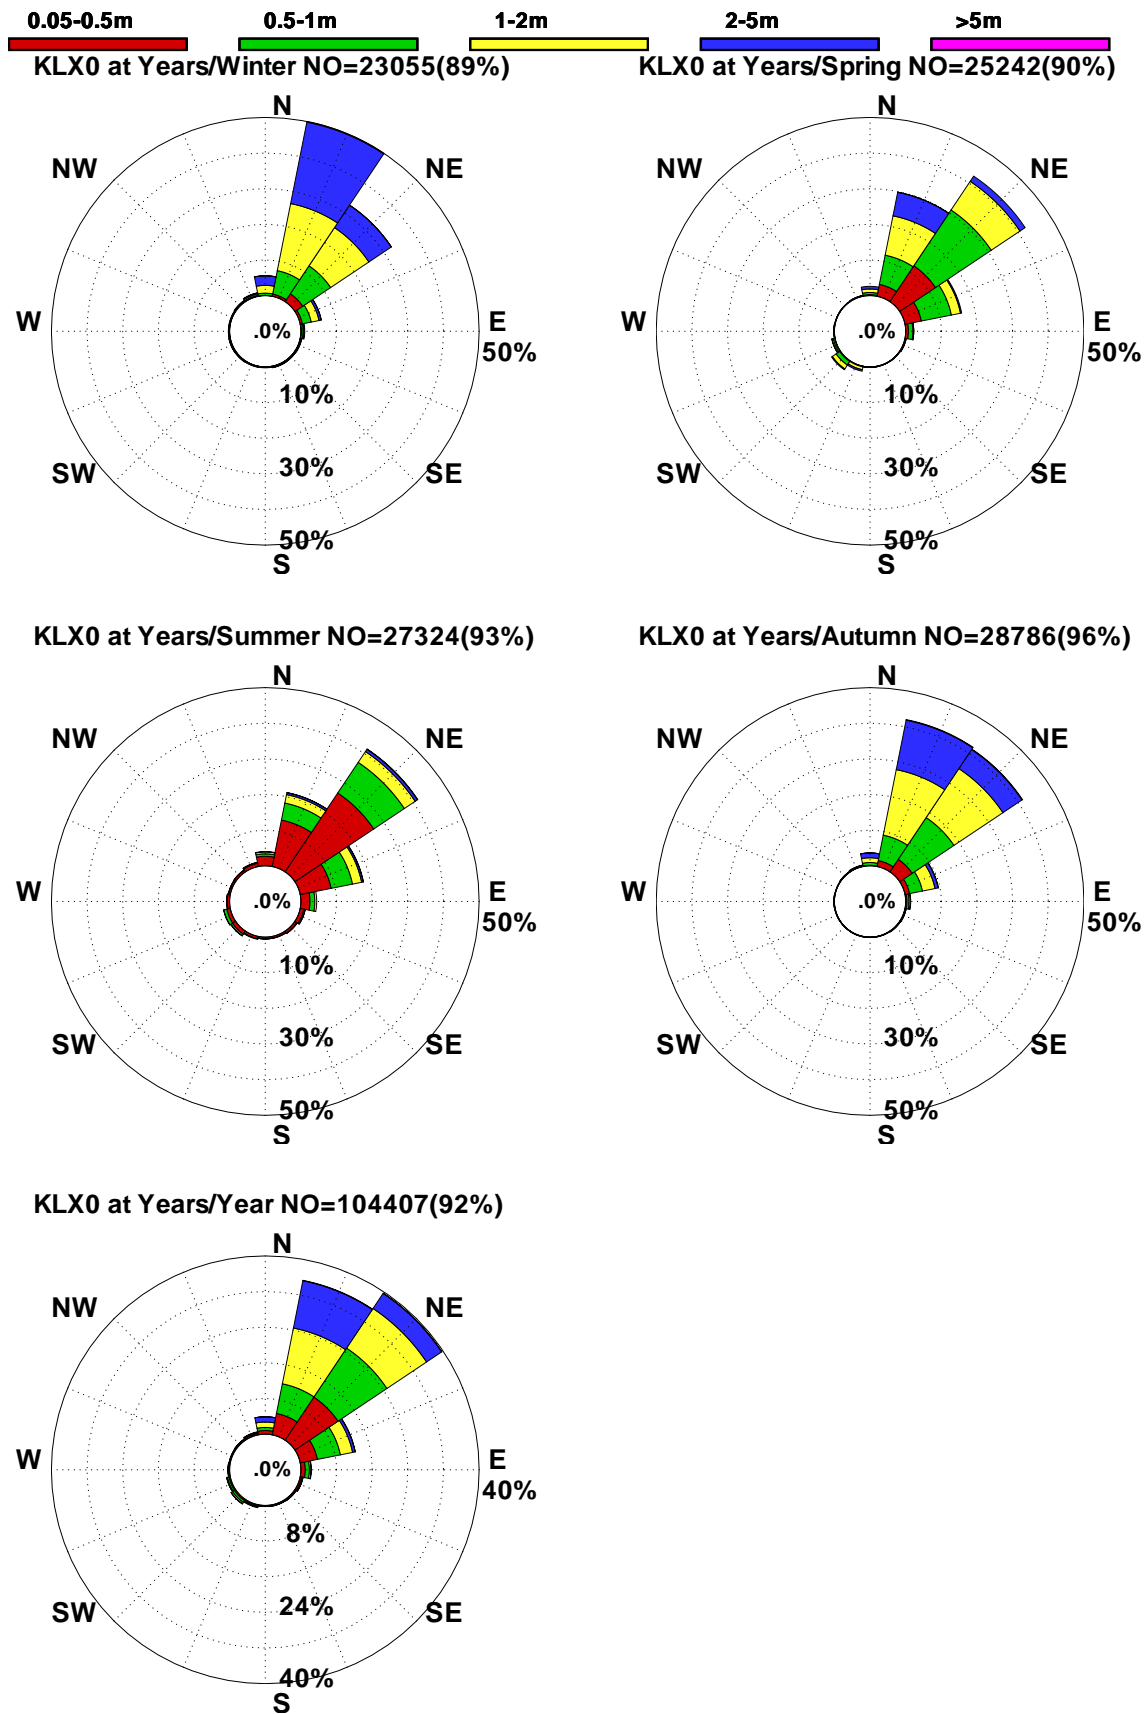 0.05-0.5m 0.5-1m 1-2m 2-5m >5m
KLX0 at Years/Winter NO=23055(89%) KLX0 at Years/Spring NO=25242(90%)
N N
NW NE NW NE
W .0% E W .0% E
50% 50%
10% 10%
30% 30%
SW SE SW SE
50% 50%
S S
KLX0 at Years/Summer NO=27324(93%) KLX0 at Years/Autumn NO=28786(96%)
N N
NW NE NW NE
W .0% E W .0% E
50% 50%
10% 10%
30% 30%
SW SE SW SE
50% 50%
S S
KLX0 at Years/Year NO=104407(92%)
N
NW NE
W .0% E
40%
8%
24%
SW SE
40%
S